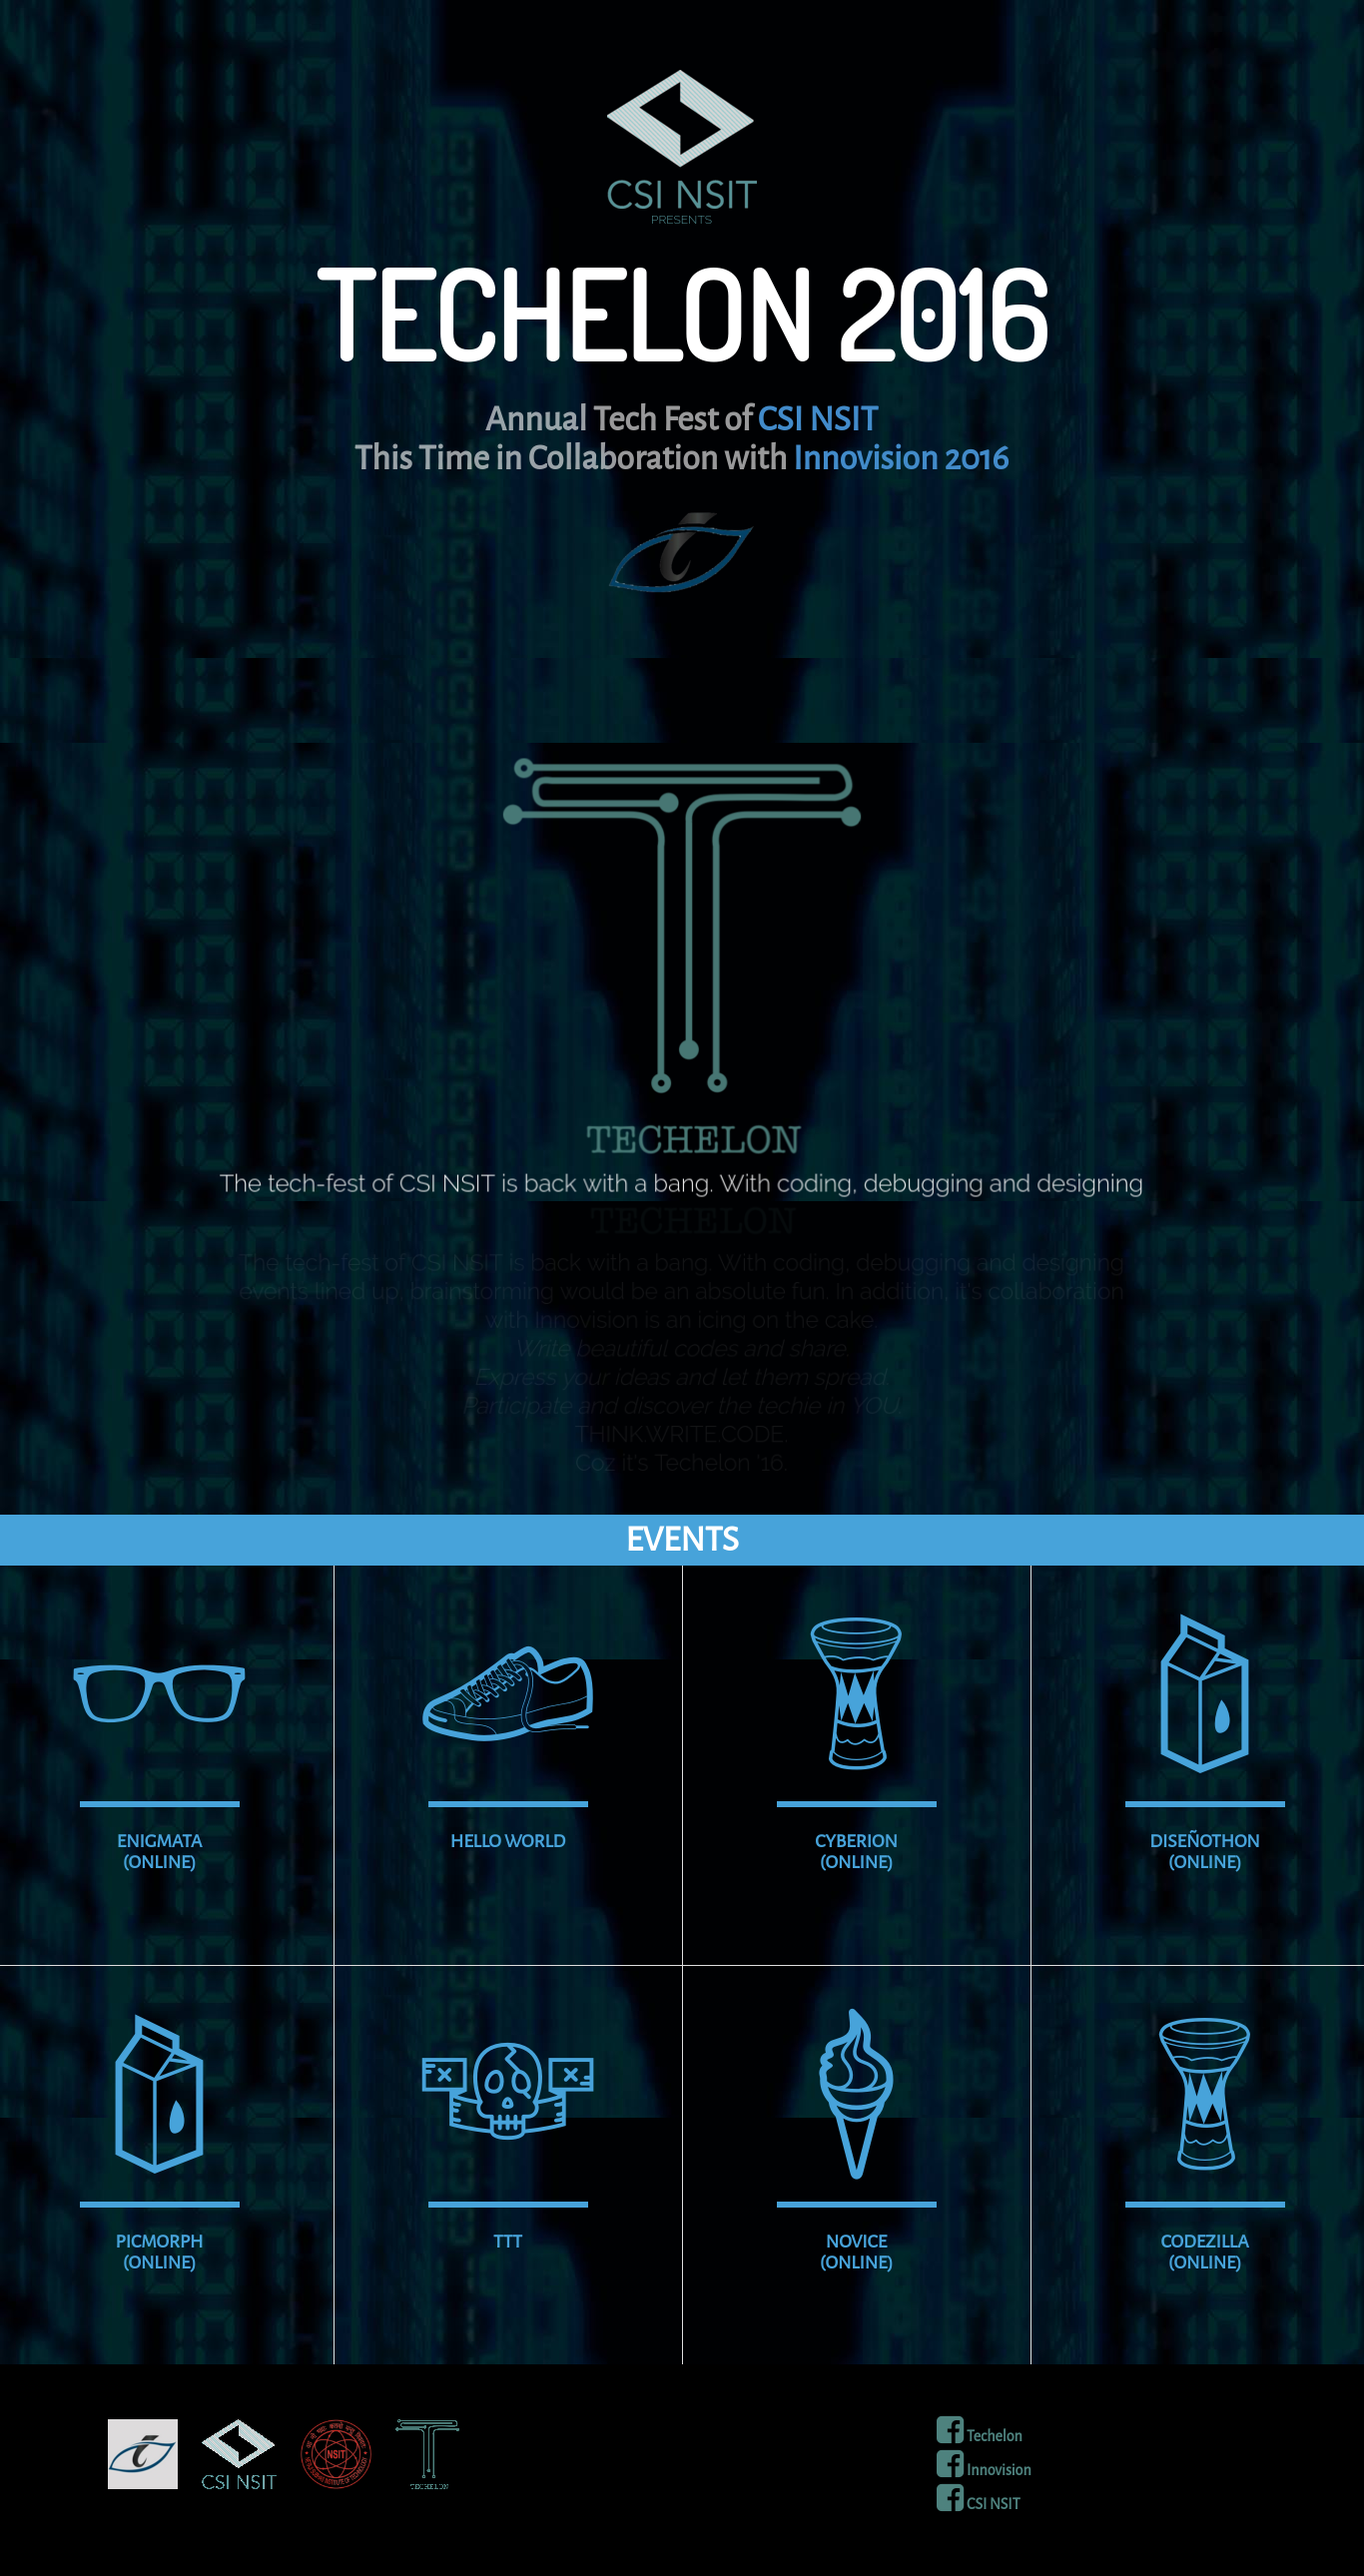 CSI NSIT
PRESENTS
TECHELON 2016
Annual Tech Fest of CSI NSIT
This Time in Collaboration with Innovision 2016
i
TECHELON
The tech-fest of CSI NSIT is back with a bang. With coding, debugging and designing
TECHELON
The tech-fest of CSI NSIT is back with a bang. With coding, debugging and designing
events lined up, brainstorming would be an absolute fun. In addition, it's collaboration
with Innovision is an icing on the cake.
Write beautiful codes and share.
Express your ideas and let them spread.
Participate and discover the techie in YOU.
THINK.WRITE.CODE.
Coz it's Techelon '16.
EVENTS
ENIGMATA
(ONLINE)
HELLO WORLD
CYBERION
(ONLINE)
DISEÑOTHON
(ONLINE)
PICMORPH
(ONLINE)
TTT
NOVICE
(ONLINE)
CODEZILLA
(ONLINE)
i
CSI NSIT
NSIT
TECHELON
Techelon
Innovision
CSI NSIT